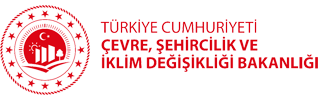 TÜRKİYE CUMHURİYETİ
ÇEVRE, ŞEHİRCİLİK VE
İKLİM DEĞİŞİKLİĞİ BAKANLIĞI